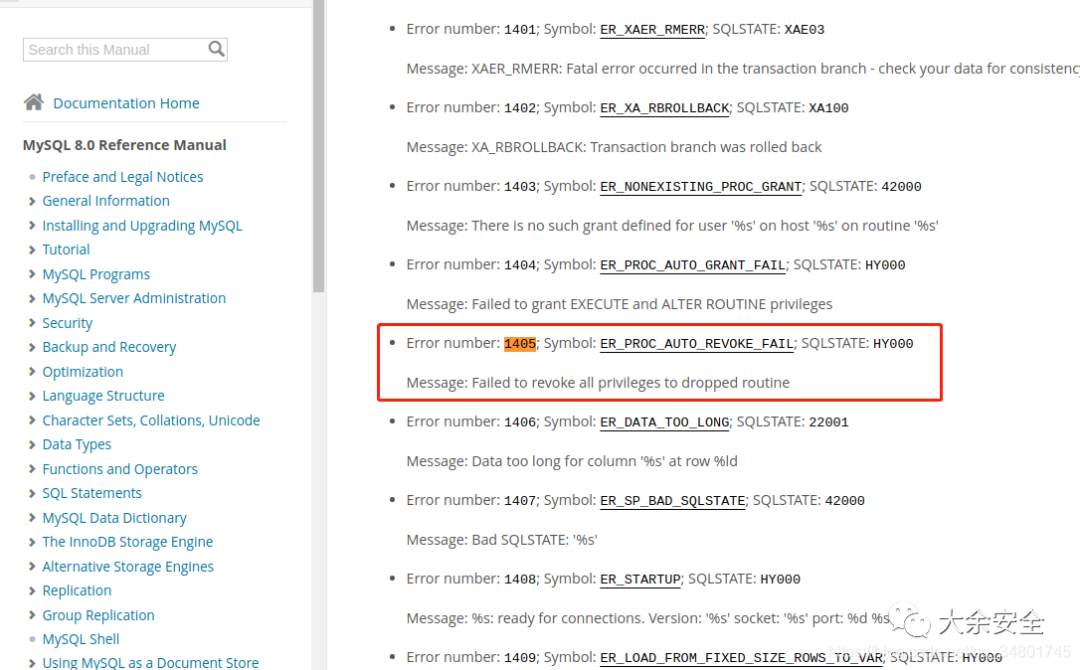 Search this Manual
Documentation Home
MySQL 8.0 Reference Manual
Preface and Legal Notices
General Information
Installing and Upgrading MySQL
Tutorial
MySQL Programs
MySQL Server Administration
Security
Backup and Recovery
Optimization
Language Structure
Character Sets, Collations, Unicode
Data Types
Functions and Operators
SQL Statements
MySQL Data Dictionary
The InnoDB Storage Engine
Alternative Storage Engines
Replication
Group Replication
MySQL Shell
Using MySQL as a Document Store
Error number: 1401; Symbol: ER_XAER_RMERR; SQLSTATE: XAE03
Message: XAER_RMERR: Fatal error occurred in the transaction branch - check your data for consistency
Error number: 1402; Symbol: ER_XA_RBROLLBACK; SQLSTATE: XA100
Message: XA_RBROLLBACK: Transaction branch was rolled back
Error number: 1403; Symbol: ER_NONEXISTING_PROC_GRANT; SQLSTATE: 42000
Message: There is no such grant defined for user '%s' on host '%s' on routine '%s'
Error number: 1404; Symbol: ER_PROC_AUTO_GRANT_FAIL; SQLSTATE: HY000
Message: Failed to grant EXECUTE and ALTER ROUTINE privileges
Error number: 1405; Symbol: ER_PROC_AUTO_REVOKE_FAIL; SQLSTATE: HY000
Message: Failed to revoke all privileges to dropped routine
Error number: 1406; Symbol: ER_DATA_TOO_LONG; SQLSTATE: 22001
Message: Data too long for column '%s' at row %ld
Error number: 1407; Symbol: ER_SP_BAD_SQLSTATE; SQLSTATE: 42000
Message: Bad SQLSTATE: '%s'
Error number: 1408; Symbol: ER_STARTUP; SQLSTATE: HY000
Message: %s: ready for connections. Version: '%s' socket: '%s' port: %d %s
大余安全
Error number: 1409; Symbol: ER_LOAD_FROM_FIXED_SIZE_ROWS_TO_VAR; SQLSTATE: HY000